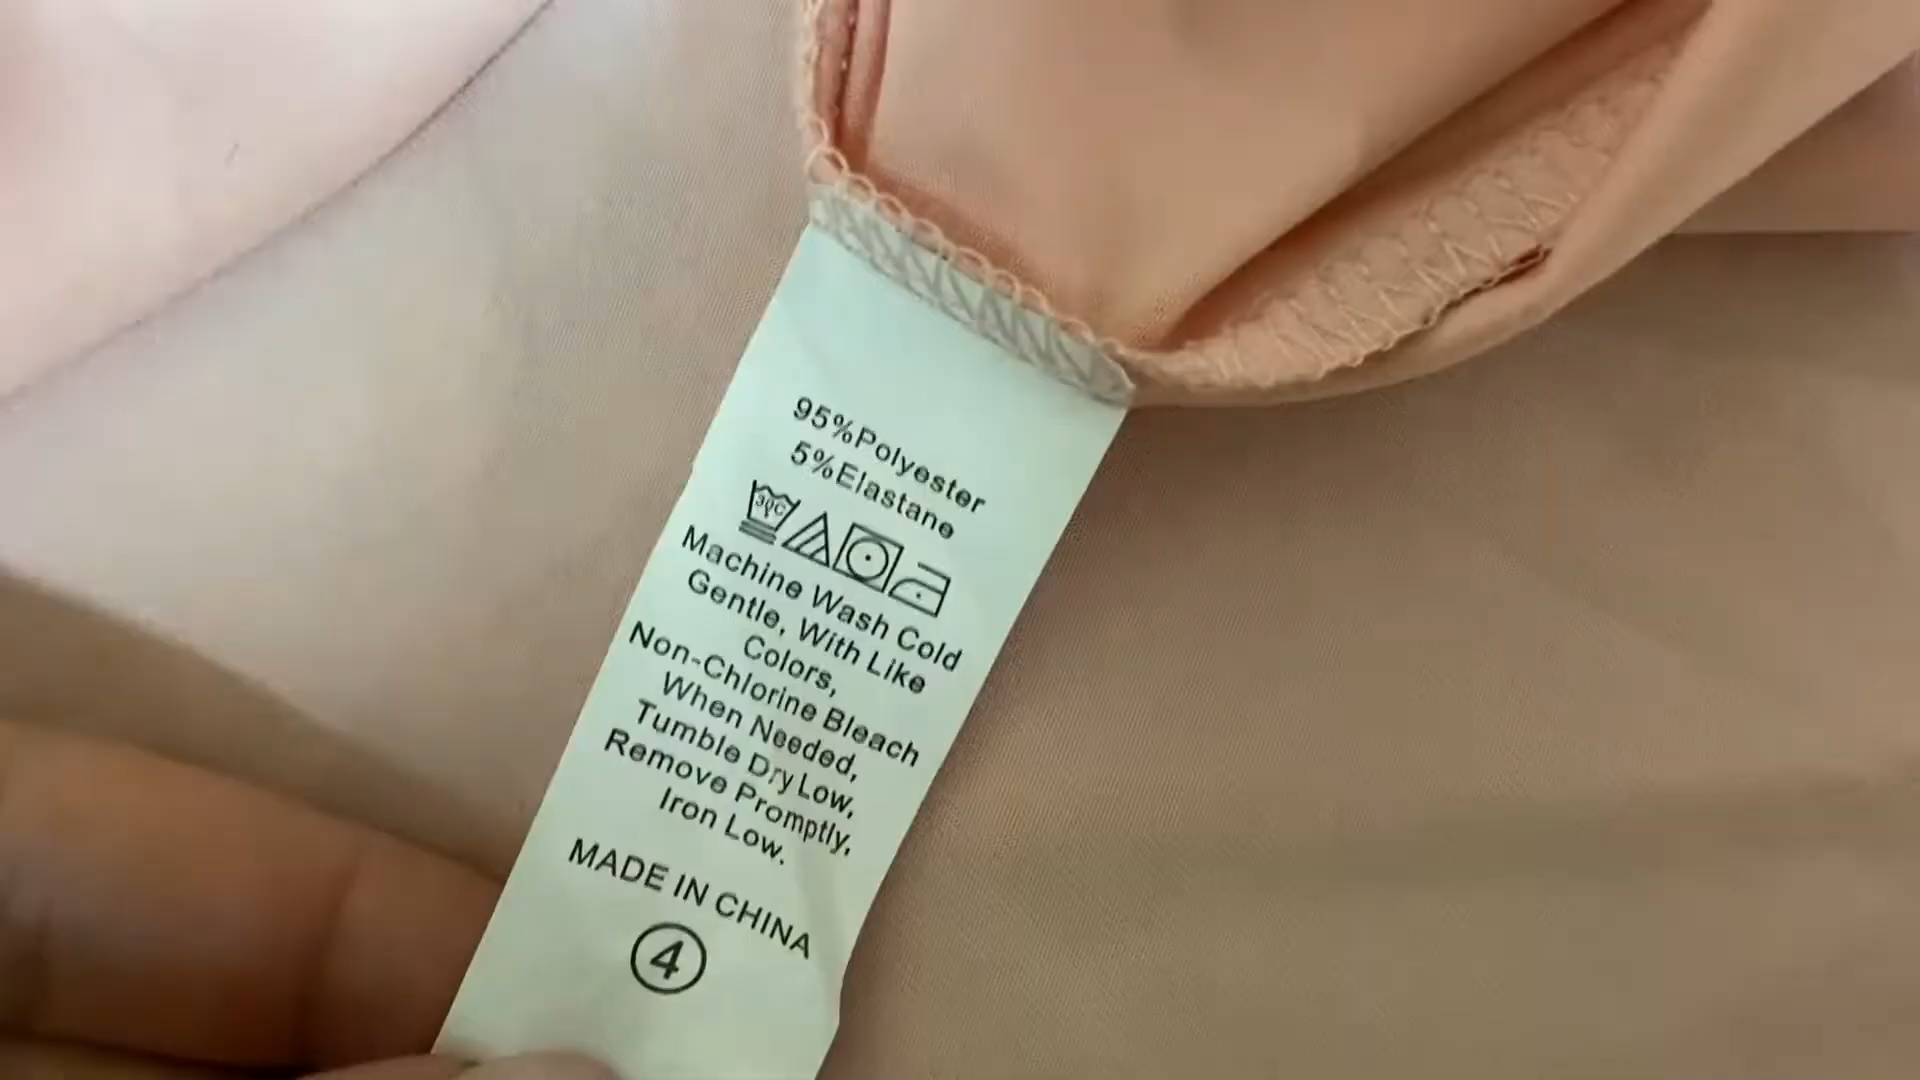 95%Polyester
5%Elastane
30C
Machine Wash Cold
Gentle, With Like
Colors,
Non-Chlorine Bleach
When Needed,
Tumble Dry Low,
Remove Promptly,
Iron Low.
MADE IN CHINA
4